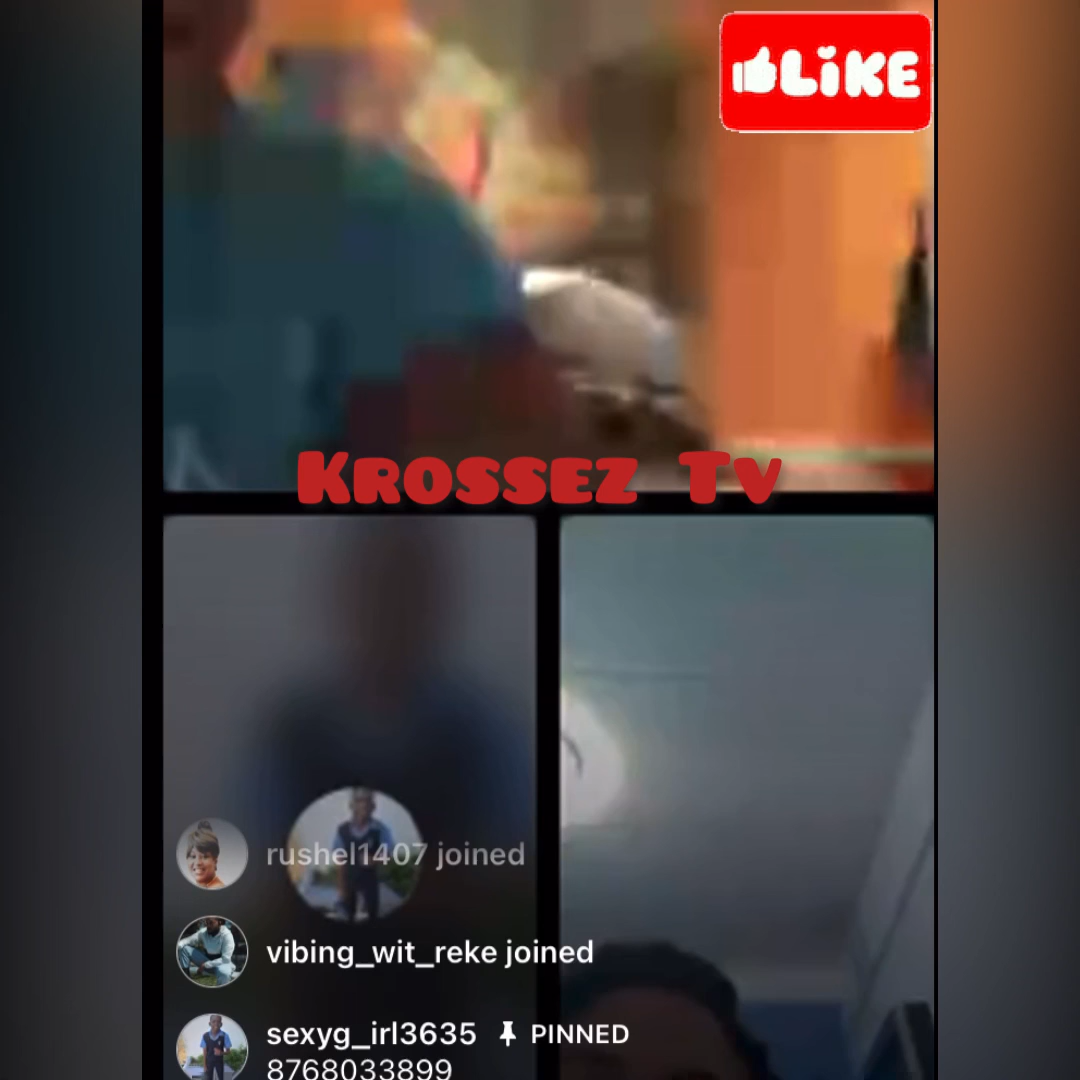 LiKE
Krossez Tv
rushel1407 joined
vibing_wit_reke joined
sexyg_irl3635 PINNED
8768033899